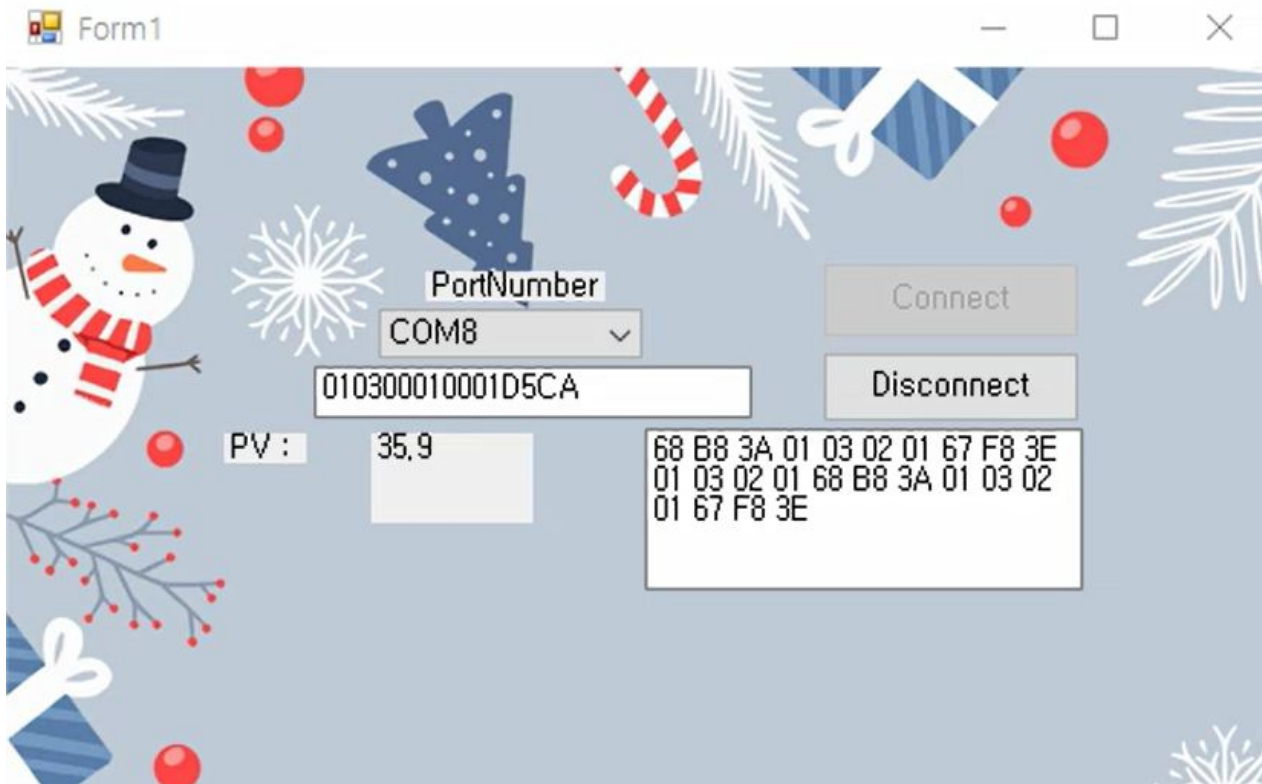 Form1
PortNumber
Connect
COM8
010300010001D5CA
Disconnect
PV :
35.9
68 B8 3A 01 03 02 01 67 F8 3E
01 03 02 01 68 B8 3A 01 03 02
01 67 F8 3E